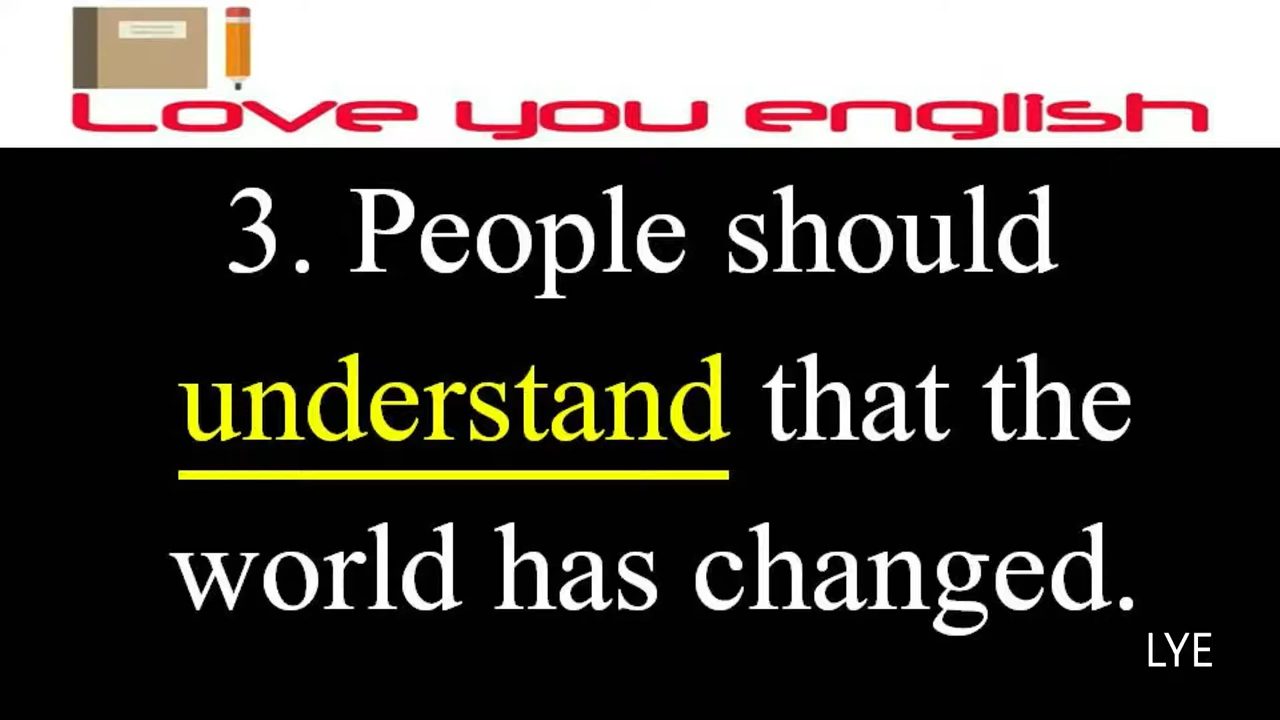 Love you english
3. People should
understand that the
world has changed.
LYE